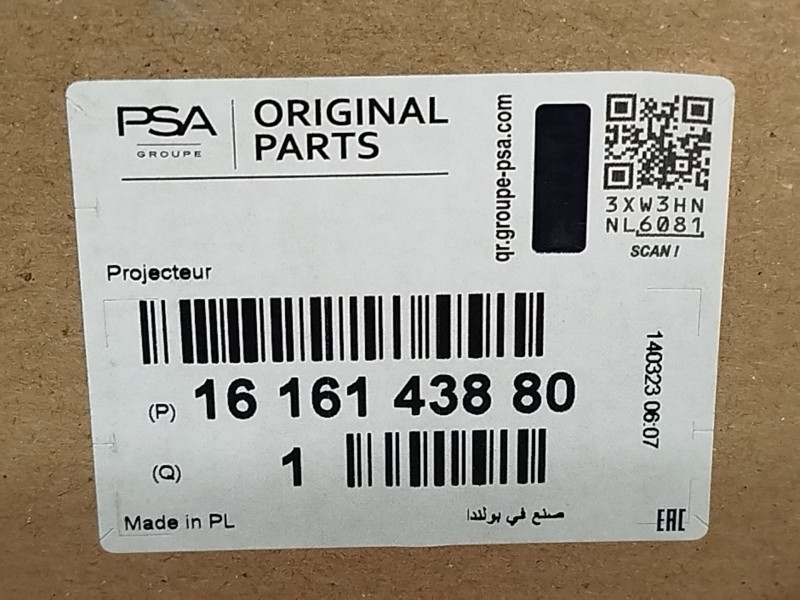 PSA
GROUPE
ORIGINAL
PARTS
qr.groupe-psa.com
3XW3HN
NL6081
SCAN!
Projecteur
(P) 16 161 438 80
140323 06:07
(Q) 1
Made in PL
صنع في بولندا
EAC